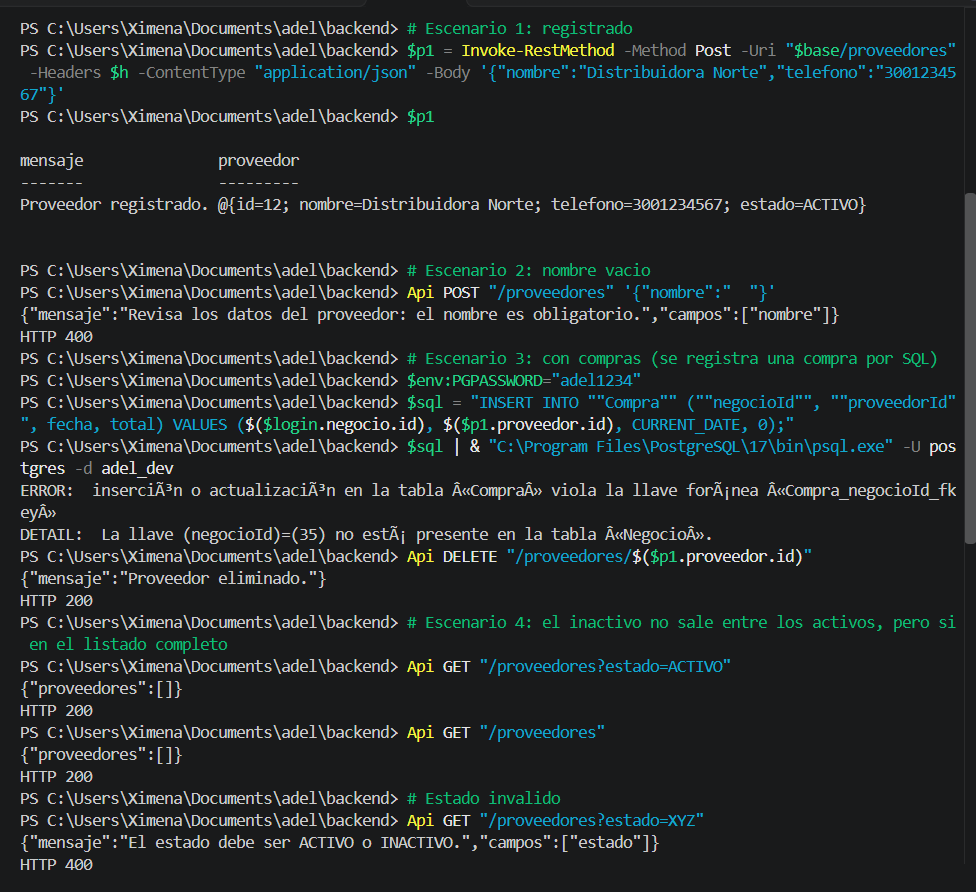 PS C:\Users\Ximena\Documents\adel\backend> # Escenario 1: registrado
PS C:\Users\Ximena\Documents\adel\backend> $p1 = Invoke-RestMethod -Method Post -Uri "$base/proveedores"
 -Headers $h -ContentType "application/json" -Body '{"nombre":"Distribuidora Norte","telefono":"30012345
67"}'
PS C:\Users\Ximena\Documents\adel\backend> $p1
mensaje               proveedor
-------               ---------
Proveedor registrado. @{id=12; nombre=Distribuidora Norte; telefono=3001234567; estado=ACTIVO}
PS C:\Users\Ximena\Documents\adel\backend> # Escenario 2: nombre vacio
PS C:\Users\Ximena\Documents\adel\backend> Api POST "/proveedores" '{"nombre":"  "}'
{"mensaje":"Revisa los datos del proveedor: el nombre es obligatorio.","campos":["nombre"]}
HTTP 400
PS C:\Users\Ximena\Documents\adel\backend> # Escenario 3: con compras (se registra una compra por SQL)
PS C:\Users\Ximena\Documents\adel\backend> $env:PGPASSWORD="adel1234"
PS C:\Users\Ximena\Documents\adel\backend> $sql = "INSERT INTO ""Compra"" (""negocioId"", ""proveedorId"
", fecha, total) VALUES ($($login.negocio.id), $($p1.proveedor.id), CURRENT_DATE, 0);"
PS C:\Users\Ximena\Documents\adel\backend> $sql | & "C:\Program Files\PostgreSQL\17\bin\psql.exe" -U pos
tgres -d adel_dev
ERROR:  inserciÃ³n o actualizaciÃ³n en la tabla Â«CompraÂ» viola la llave forÃ¡nea Â«Compra_negocioId_fk
eyÂ»
DETAIL:  La llave (negocioId)=(35) no estÃ¡ presente en la tabla Â«NegocioÂ».
PS C:\Users\Ximena\Documents\adel\backend> Api DELETE "/proveedores/$($p1.proveedor.id)"
{"mensaje":"Proveedor eliminado."}
HTTP 200
PS C:\Users\Ximena\Documents\adel\backend> # Escenario 4: el inactivo no sale entre los activos, pero si
 en el listado completo
PS C:\Users\Ximena\Documents\adel\backend> Api GET "/proveedores?estado=ACTIVO"
{"proveedores":[]}
HTTP 200
PS C:\Users\Ximena\Documents\adel\backend> Api GET "/proveedores"
{"proveedores":[]}
HTTP 200
PS C:\Users\Ximena\Documents\adel\backend> # Estado invalido
PS C:\Users\Ximena\Documents\adel\backend> Api GET "/proveedores?estado=XYZ"
{"mensaje":"El estado debe ser ACTIVO o INACTIVO.","campos":["estado"]}
HTTP 400